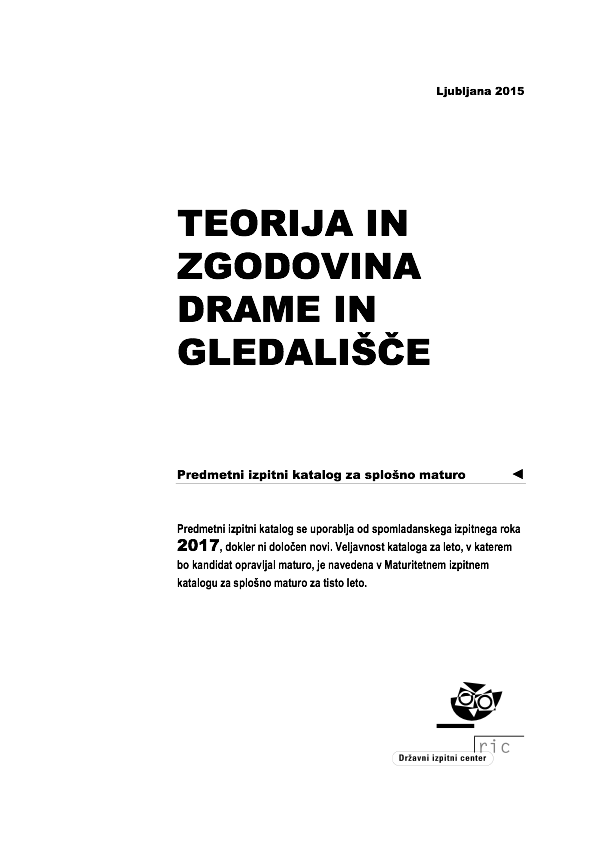 Ljubljana 2015
TEORIJA IN
ZGODOVINA
DRAME IN
GLEDALIŠČE
Predmetni izpitni katalog za splošno maturo
Predmetni izpitni katalog se uporablja od spomladanskega izpitnega roka
2017, dokler ni določen novi. Veljavnost kataloga za leto, v katerem
bo kandidat opravljal maturo, je navedena v Maturitetnem izpitnem
katalogu za splošno maturo za tisto leto.
ric
Državni izpitni center